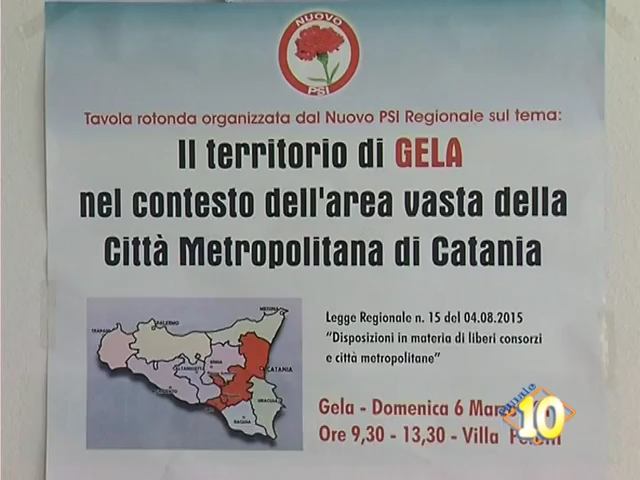 NUOVO
PSI
Tavola rotonda organizzata dal Nuovo PSI Regionale sul tema:
Il territorio di GELA
nel contesto dell'area vasta della
Città Metropolitana di Catania
Legge Regionale n. 15 del 04.08.2015
"Disposizioni in materia di liberi consorzi
e città metropolitane"
MESSINA
PALERMO
TRAPANI
ENNA
CALTANISSETTA
CATANIA
SIRACUSA
RAGUSA
Gela - Domenica 6
Ore 9,30 - 13,30 - Villa
10